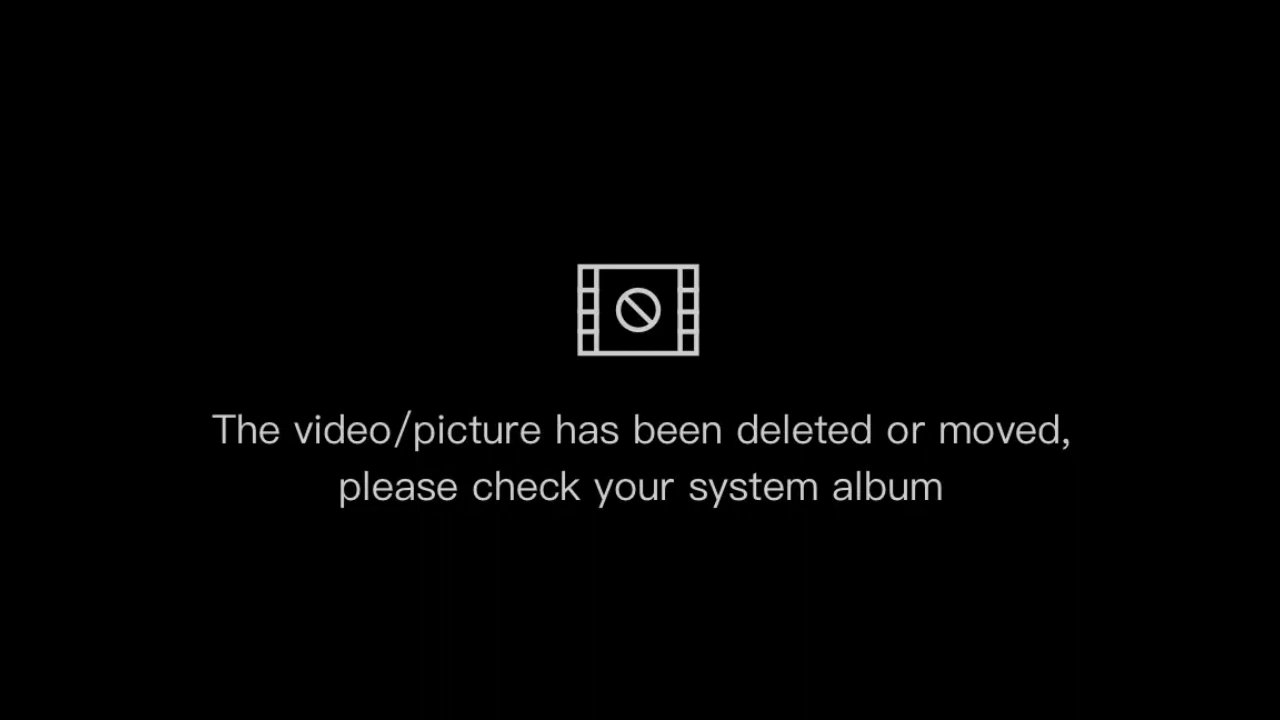 The video/picture has been deleted or moved,
please check your system album